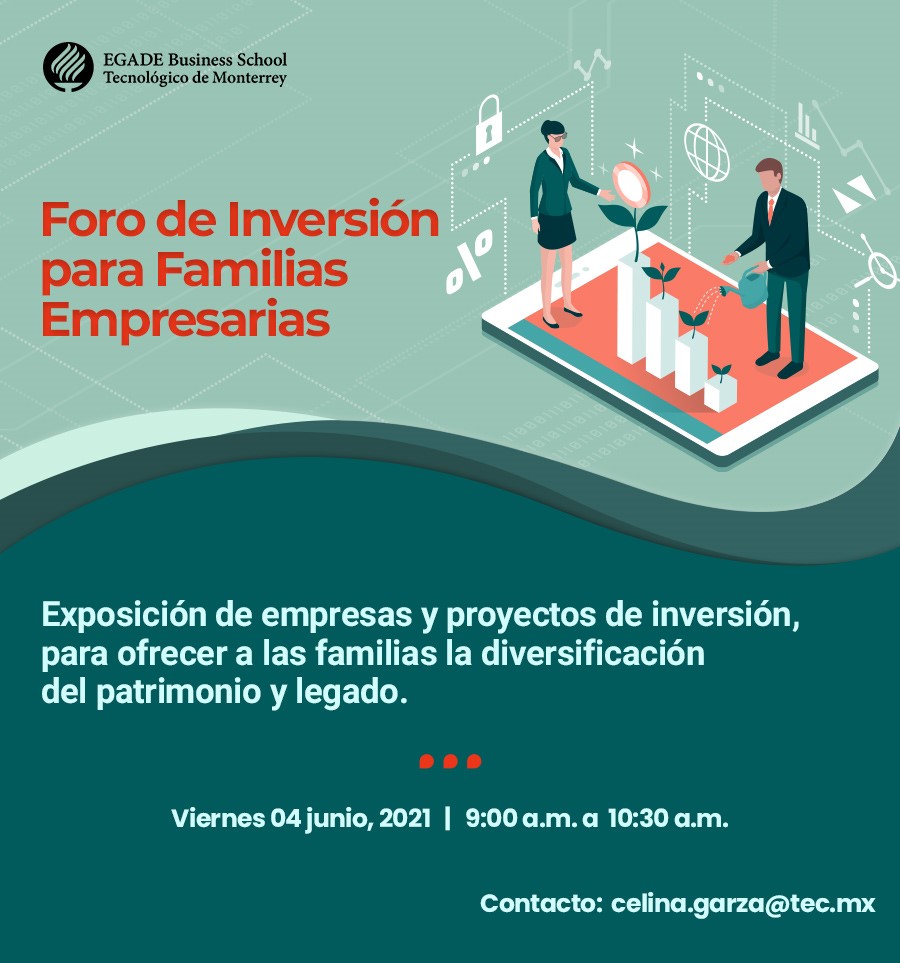 EGADE Business School
Tecnológico de Monterrey
Foro de Inversión
para Familias
Empresarias
Exposición de empresas y proyectos de inversión,
para ofrecer a las familias la diversificación
del patrimonio y legado.
Viernes 04 junio, 2021 | 9:00 a.m. a 10:30 a.m.
Contacto: celina.garza@tec.mx